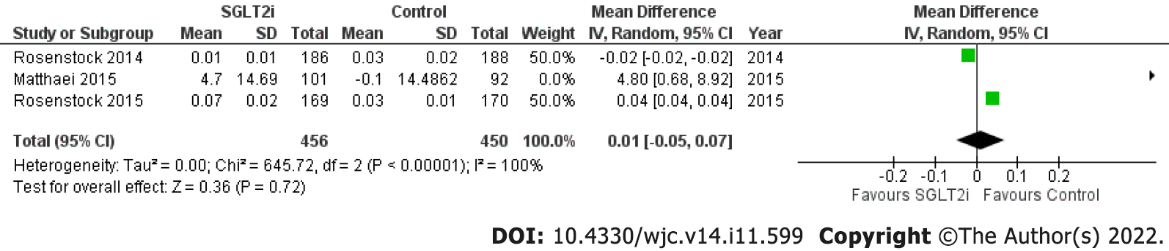 SGLT2i Control Mean Difference Mean Difference
Study or Subgroup Mean SD Total Mean SD Total Weight IV, Random, 95% CI Year IV, Random, 95% CI
Rosenstock 2014 0.01 0.01 186 0.03 0.02 188 50.0% -0.02 [-0.02, -0.02] 2014
Matthaei 2015 4.7 14.69 101 -0.1 14.4862 92 0.0% 4.80 [0.68, 8.92] 2015
Rosenstock 2015 0.07 0.02 169 0.03 0.01 170 50.0% 0.04 [0.04, 0.04] 2015
Total (95% CI) 456 450 100.0% 0.01 [-0.05, 0.07]
Heterogeneity: Tau² = 0.00; Chi² = 645.72, df = 2 (P < 0.00001); I² = 100%
Test for overall effect: Z = 0.36 (P = 0.72)
-0.2 -0.1 0 0.1 0.2
Favours SGLT2i Favours Control
DOI: 10.4330/wjc.v14.i11.599 Copyright ©The Author(s) 2022.